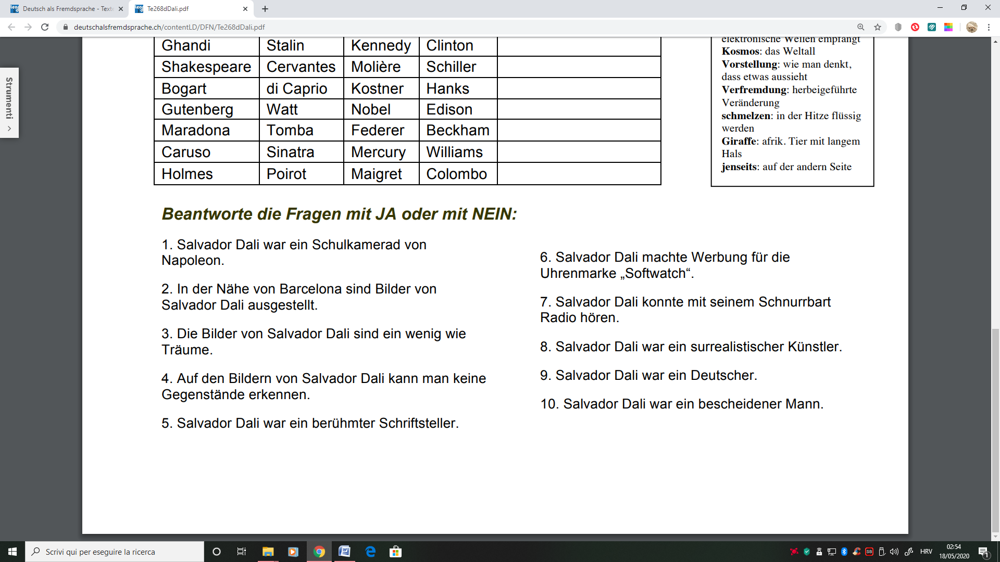 Deutsch als Fremdsprache - Texte
Te268dDali.pdf
deutschalsfremdsprache.ch/contentLD/DFN/Te268dDali.pdf
Strumenti
Ghandi Stalin Kennedy Clinton
Shakespeare Cervantes Molière Schiller
Bogart di Caprio Kostner Hanks
Gutenberg Watt Nobel Edison
Maradona Tomba Federer Beckham
Caruso Sinatra Mercury Williams
Holmes Poirot Maigret Colombo
elektronische Wellen empfängt
Kosmos: das Weltall
Vorstellung: wie man denkt,
dass etwas aussieht
Verfremdung: herbeigeführte
Veränderung
schmelzen: in der Hitze flüssig
werden
Giraffe: afrik. Tier mit langem
Hals
jenseits: auf der andern Seite
Beantworte die Fragen mit JA oder mit NEIN:
1. Salvador Dali war ein Schulkamerad von
Napoleon.
2. In der Nähe von Barcelona sind Bilder von
Salvador Dali ausgestellt.
3. Die Bilder von Salvador Dali sind ein wenig wie
Träume.
4. Auf den Bildern von Salvador Dali kann man keine
Gegenstände erkennen.
5. Salvador Dali war ein berühmter Schriftsteller.
6. Salvador Dali machte Werbung für die
Uhrenmarke „Softwatch“.
7. Salvador Dali konnte mit seinem Schnurrbart
Radio hören.
8. Salvador Dali war ein surrealistischer Künstler.
9. Salvador Dali war ein Deutscher.
10. Salvador Dali war ein bescheidener Mann.
Scrivi qui per eseguire la ricerca
HRV
02:54
18/05/2020
1